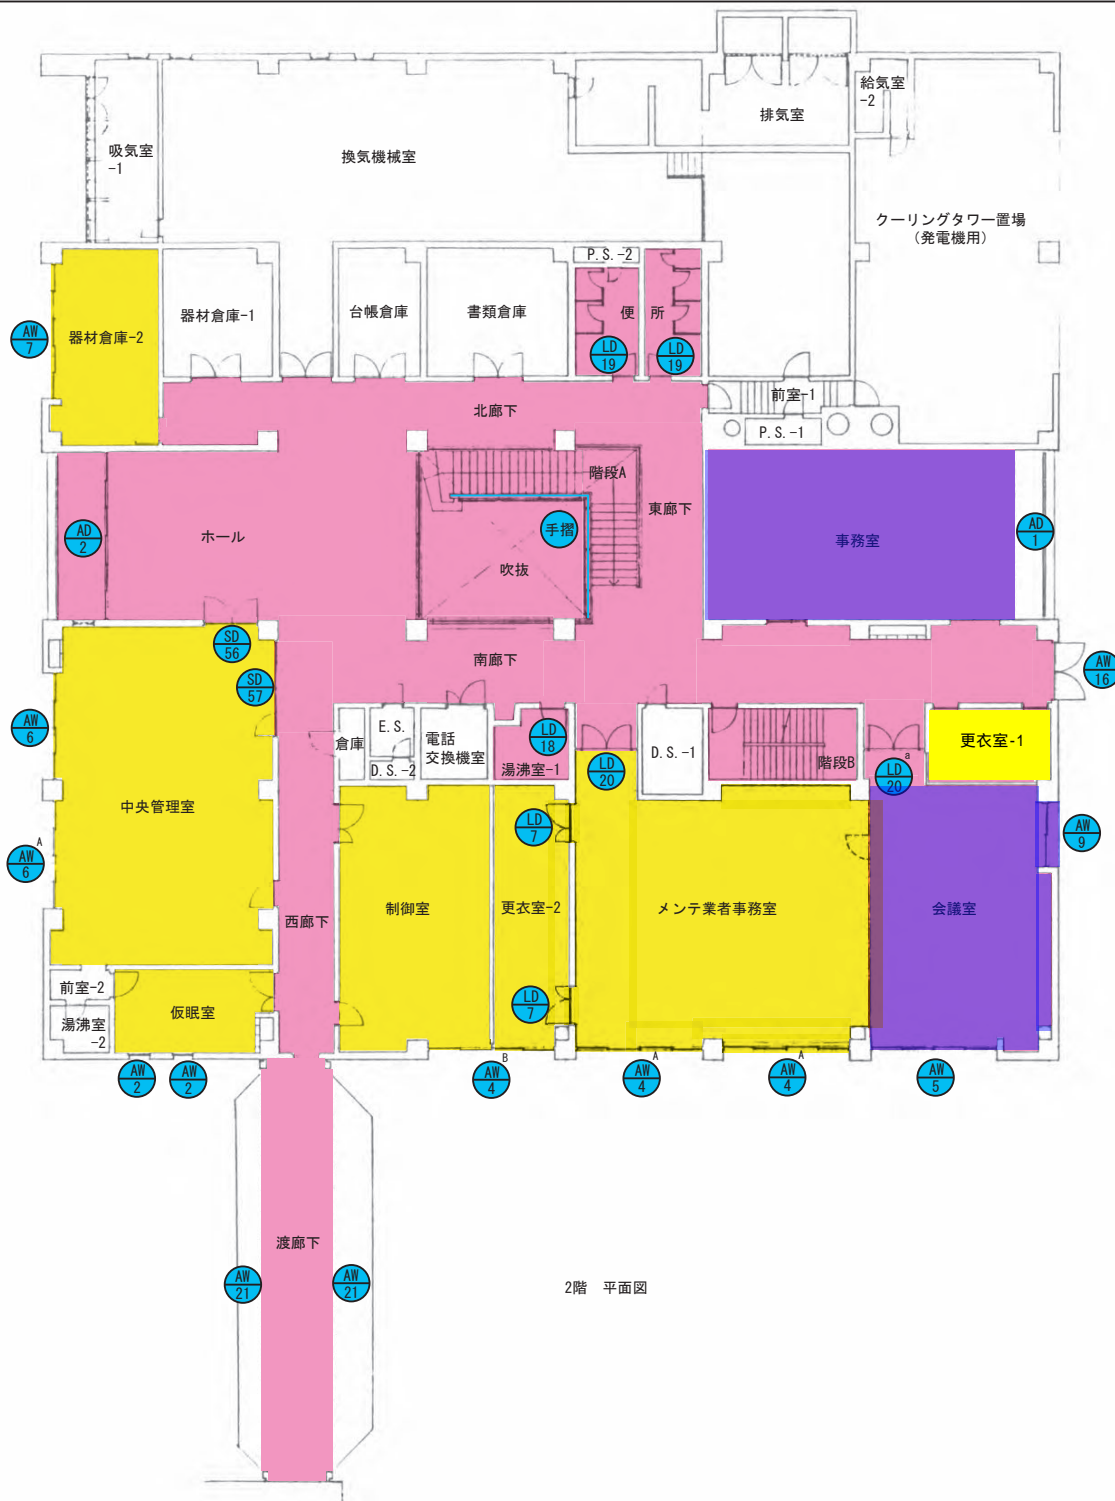 給気室
-2
排気室
吸気室
-1
換気機械室
クーリングタワー置場
(発電機用)
P.S.-2
器材倉庫-1
台帳倉庫
書類倉庫
便
所
AW
7
器材倉庫-2
LD
19
LD
19
前室-1
北廊下
P.S.-1
階段A
東廊下
AD
2
ホール
手摺
吹抜
事務室
AD
1
SD
56
SD
57
南廊下
AW
16
AW
6
倉庫
E.S.
D.S.-2
電話
交換機室
LD
18
湯沸室-1
LD
20
D.S.-1
階段B
a
LD
20
更衣室-1
中央管理室
LD
7
AW
9
A
AW
6
西廊下
制御室
更衣室-2
メンテ業者事務室
会議室
前室-2
湯沸室
-2
仮眠室
LD
7
AW
2
AW
2
B
AW
4
A
AW
4
A
AW
4
AW
5
渡廊下
AW
21
AW
21
2階 平面図